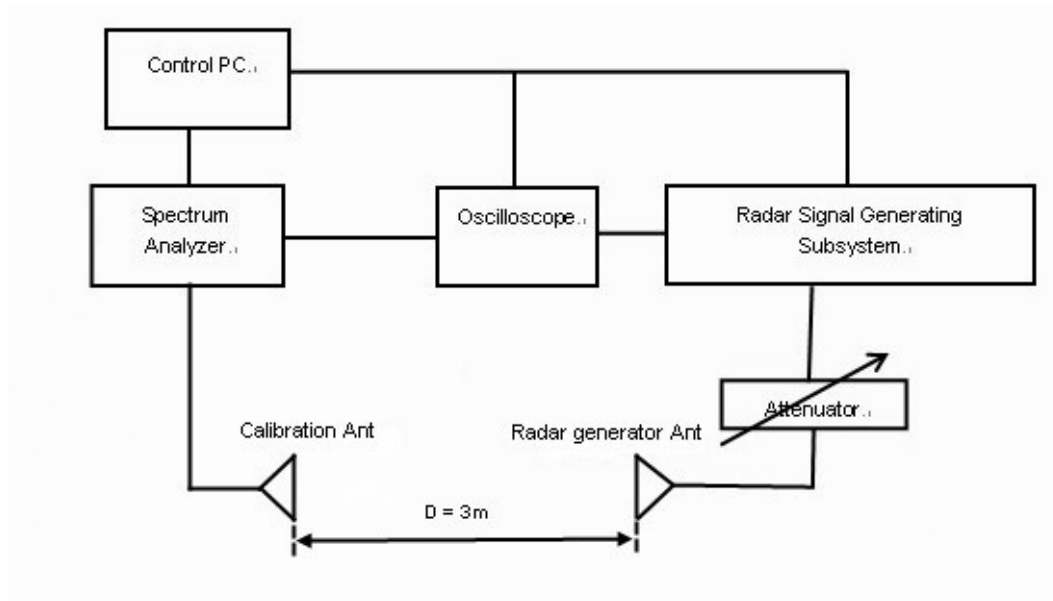 Control PC
Spectrum
Analyzer
Oscilloscope
Radar Signal Generating
Subsystem
Attenuator
Calibration Ant
Radar generator Ant
D = 3m